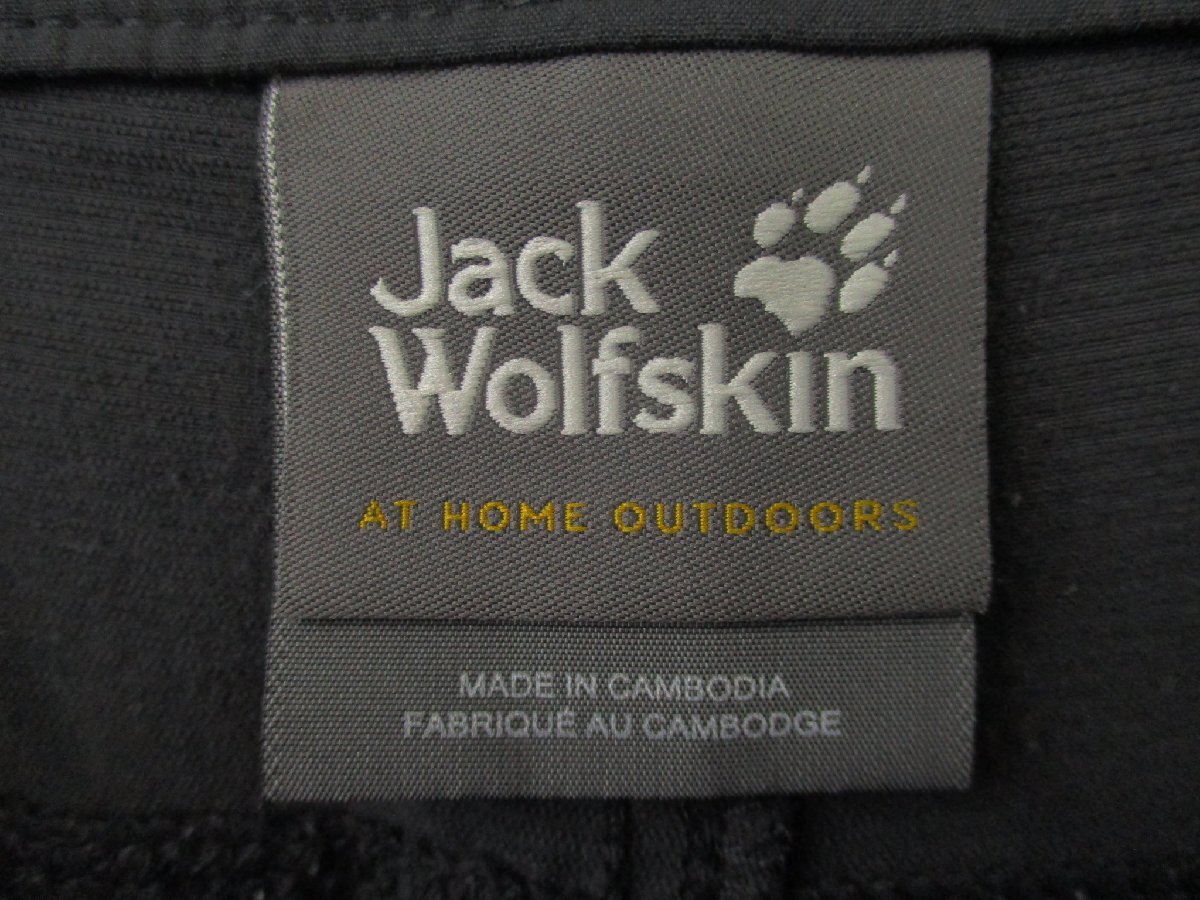 Jack
Wolfskin
AT HOME OUTDOORS
MADE IN CAMBODIA
FABRIQUÉ AU CAMBODGE